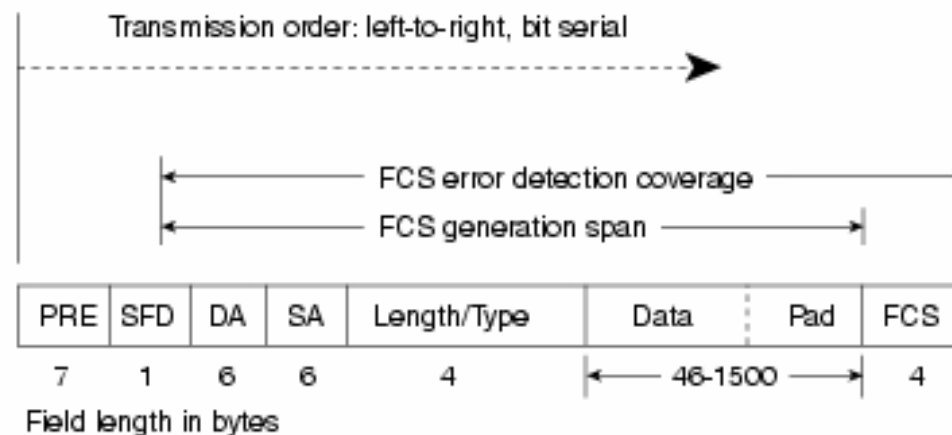 Transmission order: left-to-right, bit serial
FCS error detection coverage
FCS generation span
PRE SFD DA SA Length/Type Data Pad FCS
7 1 6 6 4 46-1500 4
Field length in bytes